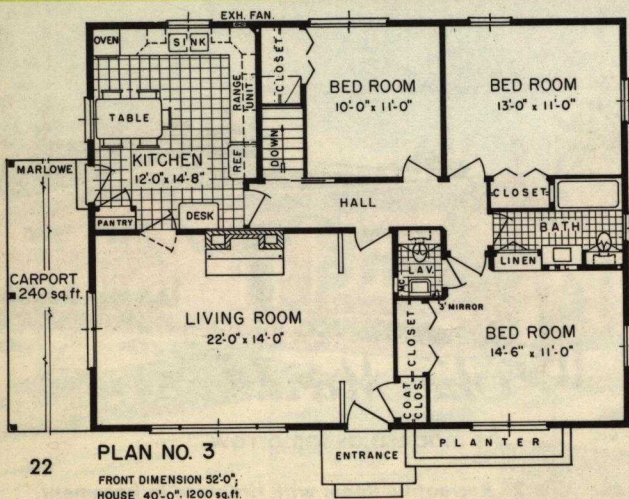 EXH. FAN.
OVEN
SINK
CLOSET
BED ROOM
10'-0" x 11'-0"
BED ROOM
13'-0" x 11'-0"
RANGE
UNIT
TABLE
DOWN
KITCHEN
12'-0" x 14'-8"
REF.
MARLOWE
HALL
CLOSET
PANTRY
DESK
BATH
LINEN
M.C.
LAV.
MC
3' MIRROR
CARPORT
240 sq. ft.
LIVING ROOM
22'-0" x 14'-0"
CLOSET
BED ROOM
14'-6" x 11'-0"
COAT
CLOS.
ENTRANCE
PLANTER
22
PLAN NO. 3
FRONT DIMENSION 52'-0";
HOUSE 40'-0". 1200 sq. ft.